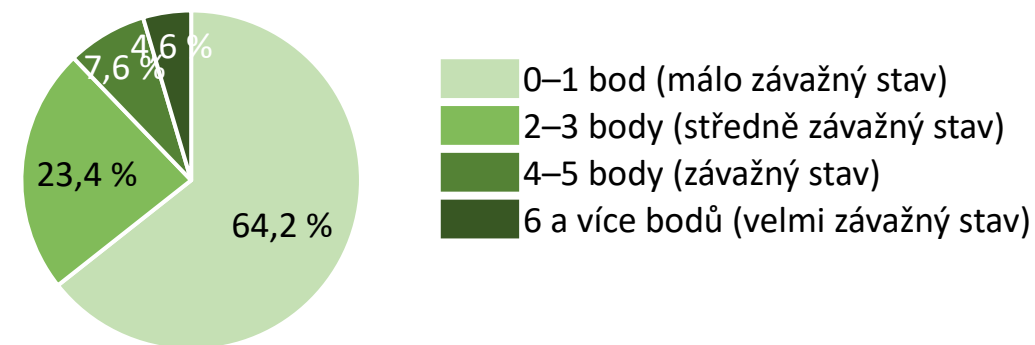 4,6 %
7,6 %
23,4 %
64,2 %
0–1 bod (málo závažný stav)
2–3 body (středně závažný stav)
4–5 body (závažný stav)
6 a více bodů (velmi závažný stav)